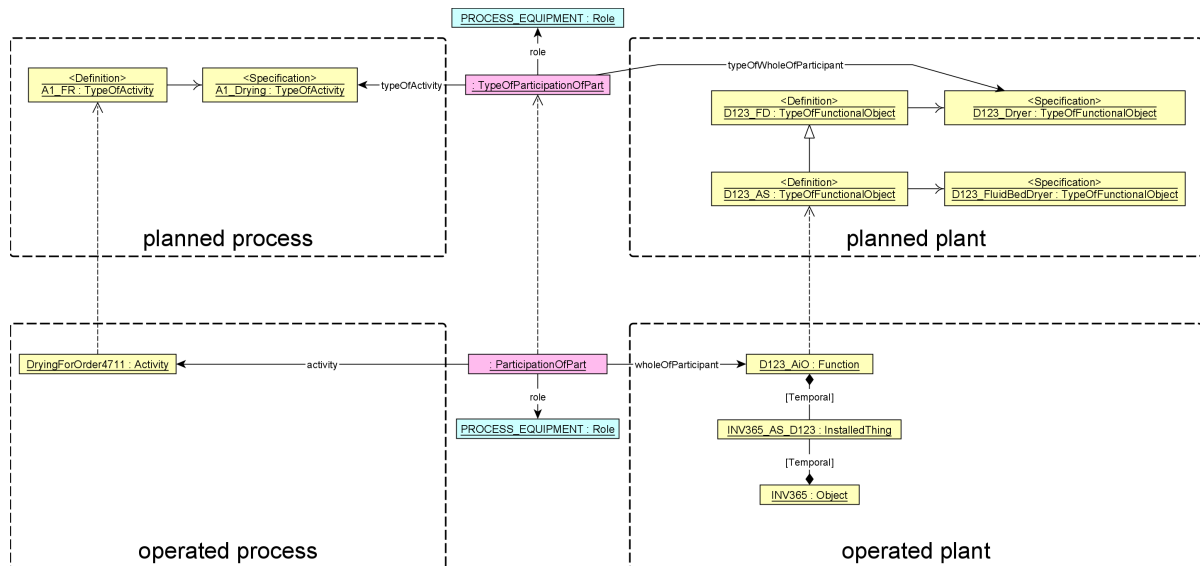 PROCESS_EQUIPMENT : Role
role
<Definition>
A1_FR : TypeOfActivity
<Specification>
A1_Drying : TypeOfActivity
typeOfActivity
: TypeOfParticipationOfPart
typeOfWholeOfParticipant
<Definition>
D123_FD : TypeOfFunctionalObject
<Specification>
D123_Dryer : TypeOfFunctionalObject
<Definition>
D123_AS : TypeOfFunctionalObject
<Specification>
D123_FluidBedDryer : TypeOfFunctionalObject
planned process
planned plant
DryingForOrder4711 : Activity
activity
: ParticipationOfPart
wholeOfParticipant
D123_AiO : Function
role
[Temporal]
PROCESS_EQUIPMENT : Role
INV365_AS_D123 : InstalledThing
[Temporal]
INV365 : Object
operated process
operated plant